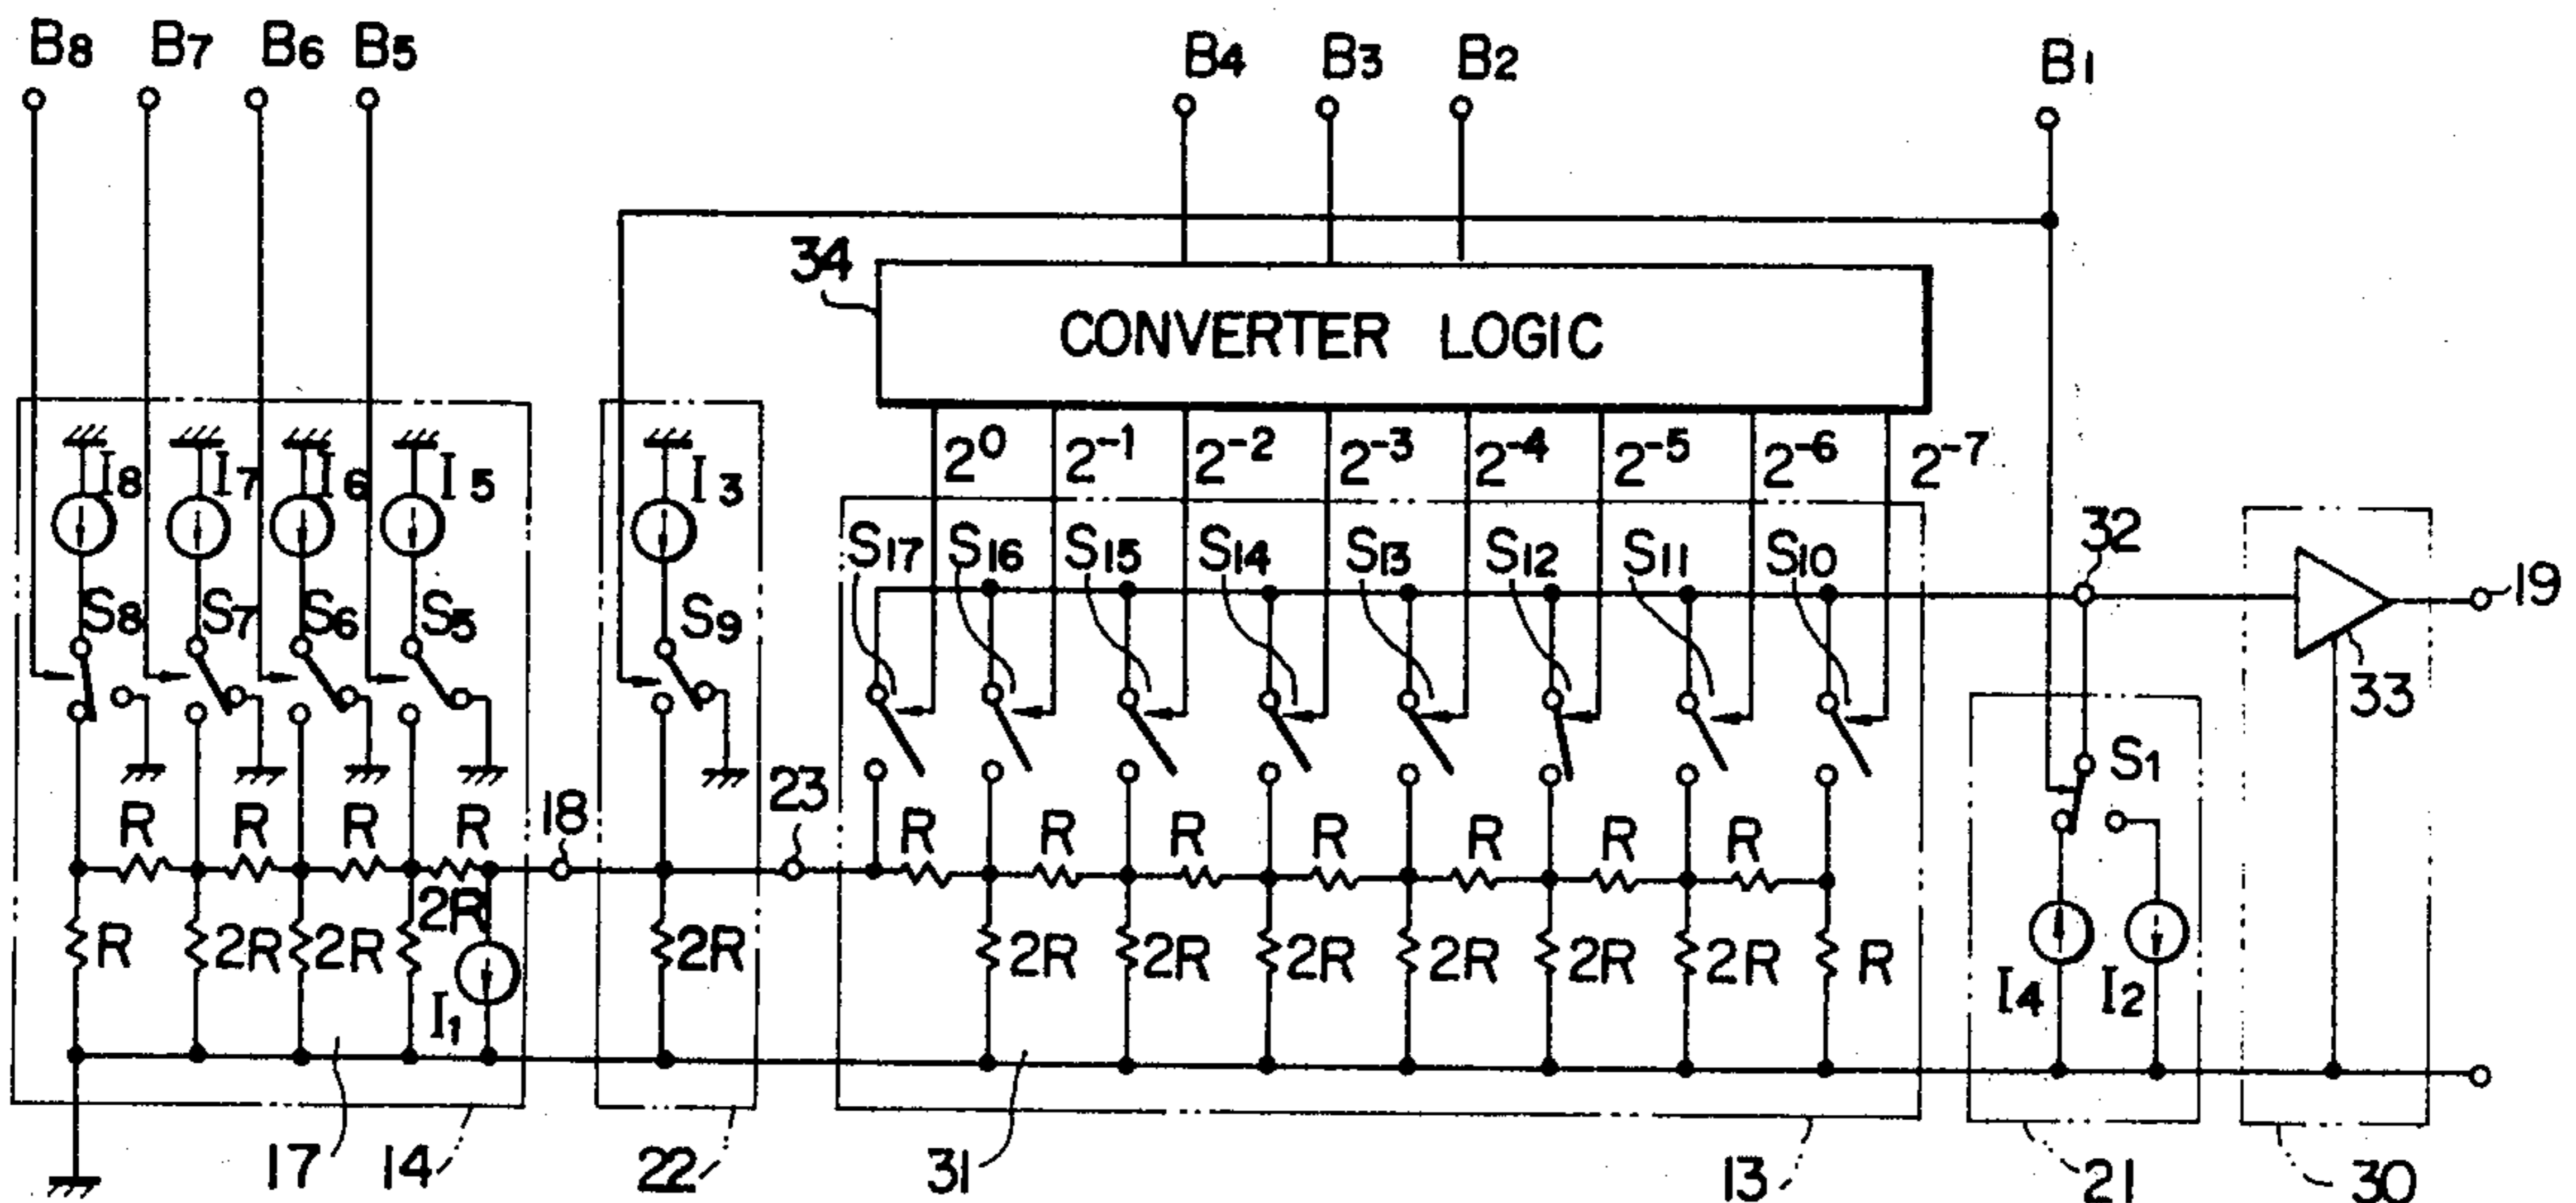 B8 B7 B6 B5 B4 B3 B2 B1
34
CONVERTER LOGIC
2^0 2^-1 2^-2 2^-3 2^-4 2^-5 2^-6 2^-7
I8 I7 I6 I5 I3
S17 S16 S15 S14 S13 S12 S11 S10 32
S8 S7 S6 S5 S9
19
33
S1
18 23
R R R R R R R R R R R
2R
R 2R 2R 2R 2R 2R 2R 2R 2R 2R R
I1 I4 I2
17 14 22 31 13 21 30